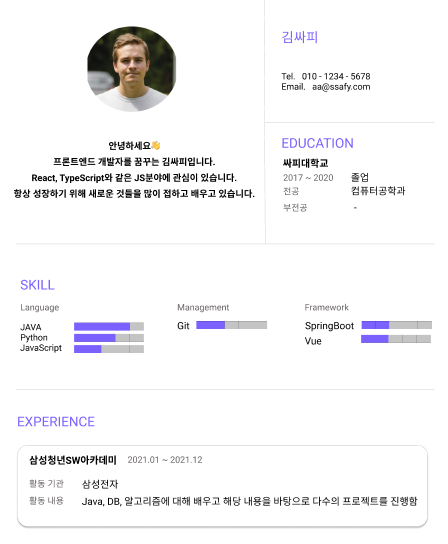 김싸피
Tel. 010 - 1234 - 5678
Email. aa@ssafy.com
안녕하세요👋
프론트엔드 개발자를 꿈꾸는 김싸피입니다.
React, TypeScript와 같은 JS분야에 관심이 있습니다.
항상 성장하기 위해 새로운 것들을 많이 접하고 배우고 있습니다.
EDUCATION
싸피대학교
2017 ~ 2020 졸업
전공 컴퓨터공학과
부전공 -
SKILL
Language
JAVA
Python
JavaScript
Management
Git
Framework
SpringBoot
Vue
EXPERIENCE
삼성청년SW아카데미 2021.01 ~ 2021.12
활동 기관 삼성전자
활동 내용 Java, DB, 알고리즘에 대해 배우고 해당 내용을 바탕으로 다수의 프로젝트를 진행함